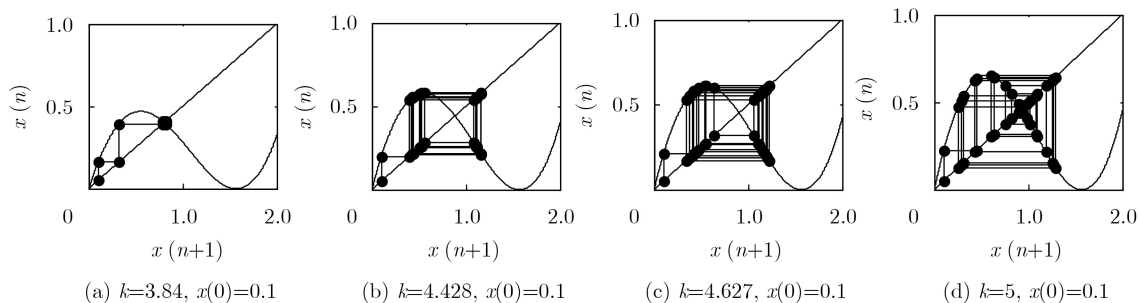 1.0
0.5
x (n)
0
1.0
2.0
x (n+1)
(a) k=3.84, x(0)=0.1
1.0
0.5
x (n)
0
1.0
2.0
x (n+1)
(b) k=4.428, x(0)=0.1
1.0
0.5
x (n)
0
1.0
2.0
x (n+1)
(c) k=4.627, x(0)=0.1
1.0
0.5
x (n)
0
1.0
2.0
x (n+1)
(d) k=5, x(0)=0.1